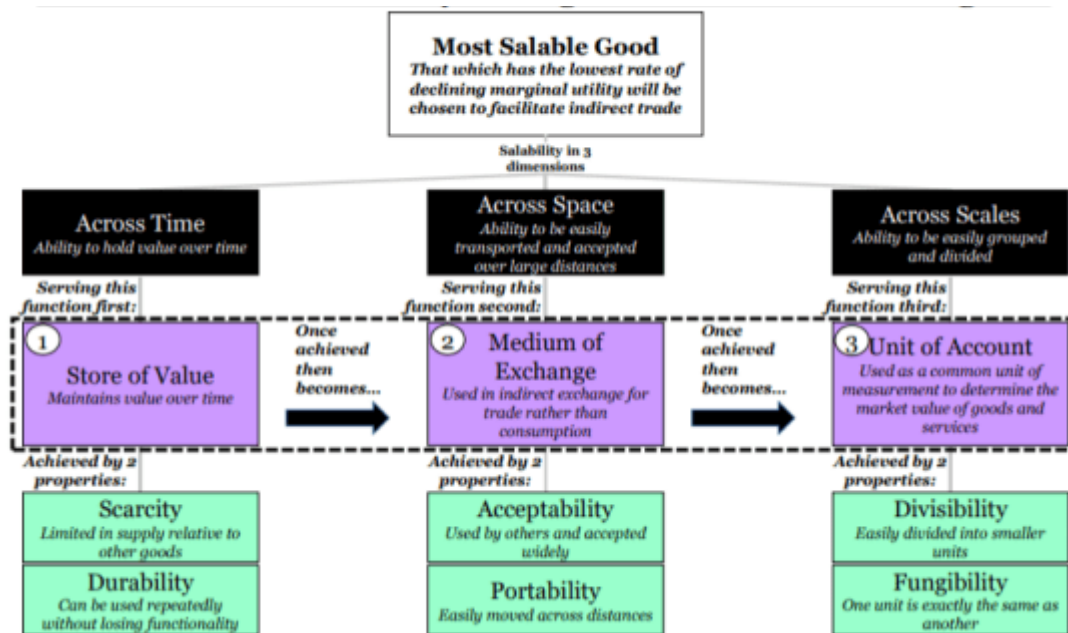 Most Salable Good
That which has the lowest rate of
declining marginal utility will be
chosen to facilitate indirect trade
Salability in 3
dimensions
Across Time
Ability to hold value over time
Across Space
Ability to be easily
transported and accepted
over large distances
Across Scales
Ability to be easily grouped
and divided
Serving this
function first:
Serving this
function second:
Serving this
function third:
1
Store of Value
Maintains value over time
Once
achieved
then
becomes...
2
Medium of
Exchange
Used in indirect exchange for
trade rather than
consumption
Once
achieved
then
becomes...
3
Unit of Account
Used as a common unit of
measurement to determine the
market value of goods and
services
Achieved by 2
properties:
Achieved by 2
properties:
Achieved by 2
properties:
Scarcity
Limited in supply relative to
other goods
Acceptability
Used by others and accepted
widely
Divisibility
Easily divided into smaller
units
Durability
Can be used repeatedly
without losing functionality
Portability
Easily moved across distances
Fungibility
One unit is exactly the same as
another